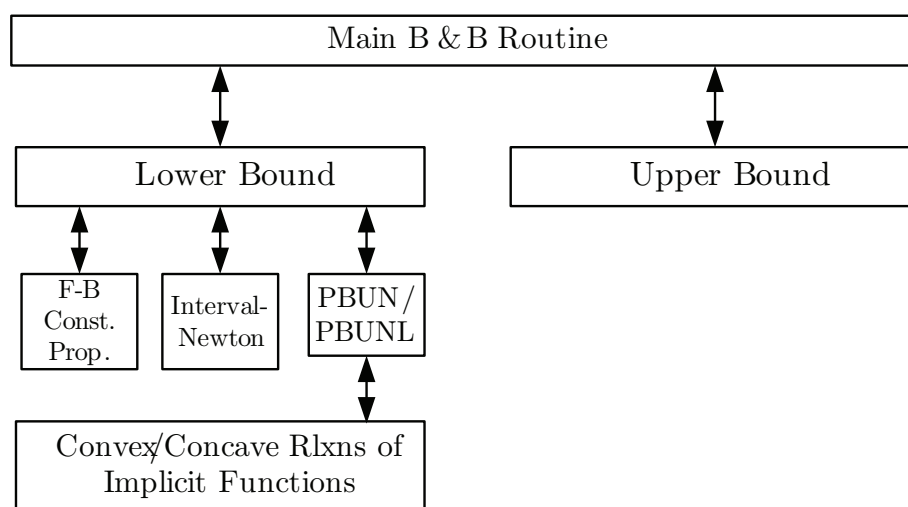 Main B & B Routine
Lower Bound
Upper Bound
F-B
Const.
Prop.
Interval-
Newton
PBUN/
PBUNL
Convex/Concave Rlxns of
Implicit Functions